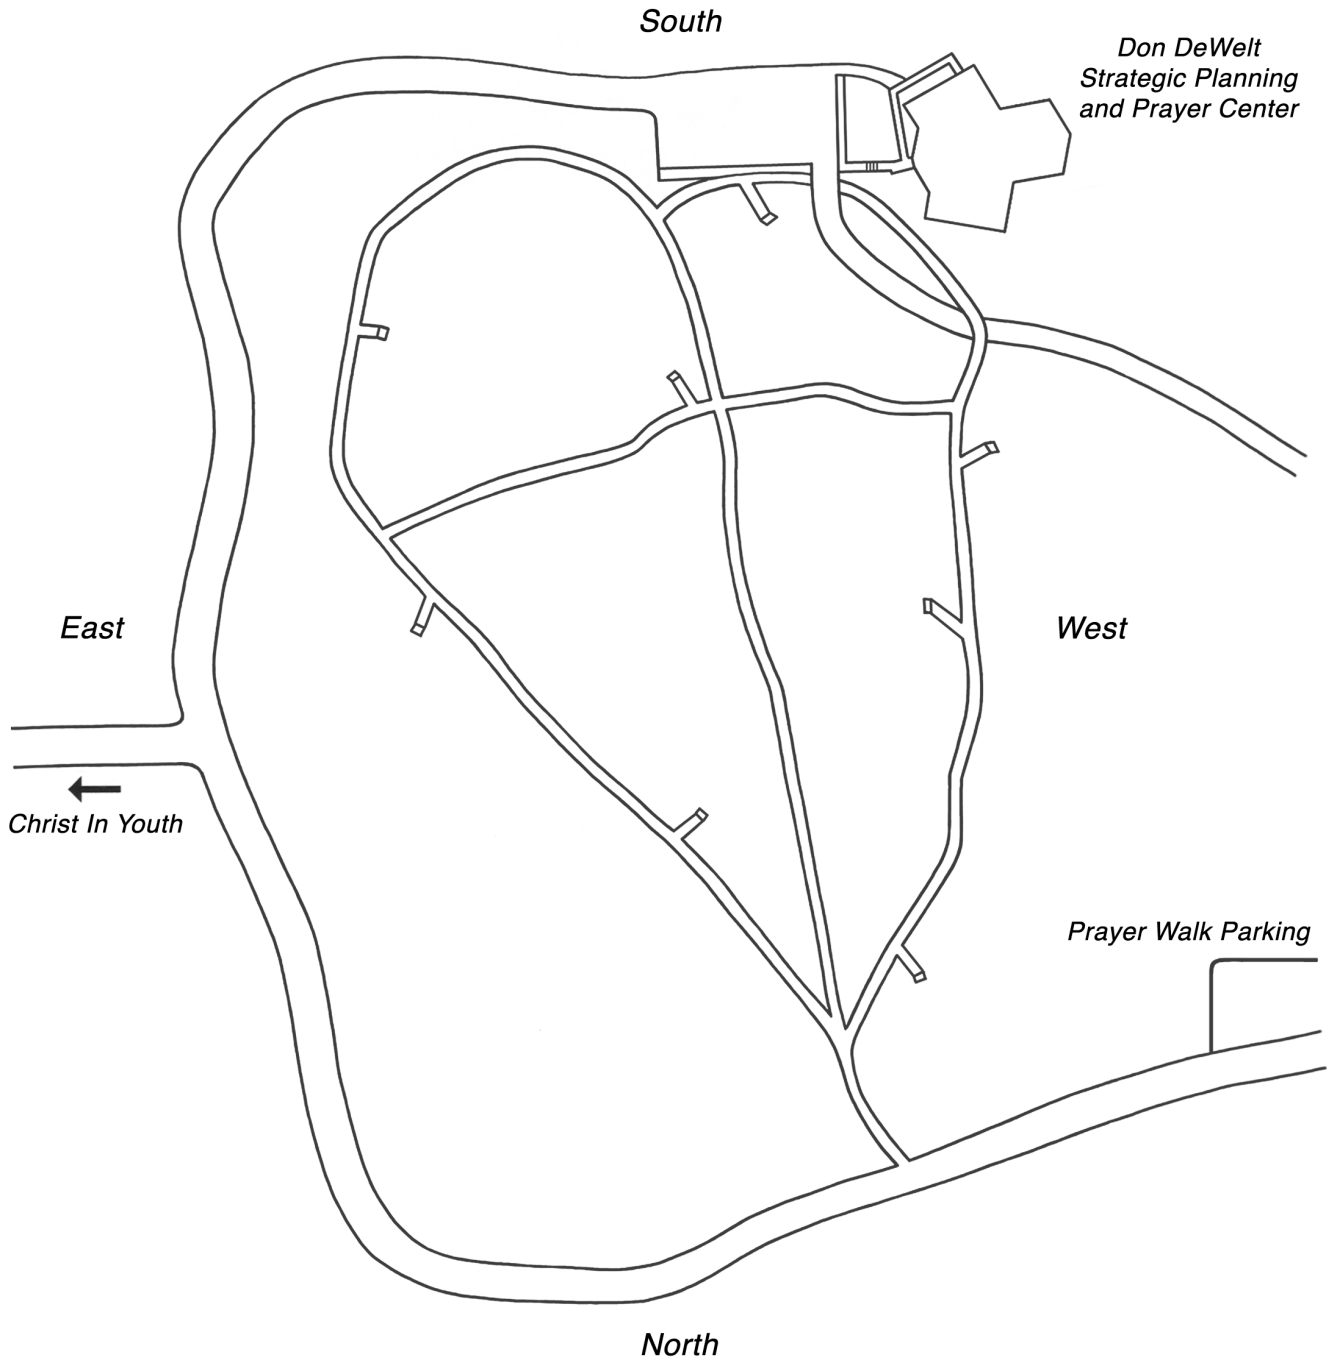 South
Don DeWelt
Strategic Planning
and Prayer Center
East
West
Christ In Youth
Prayer Walk Parking
North